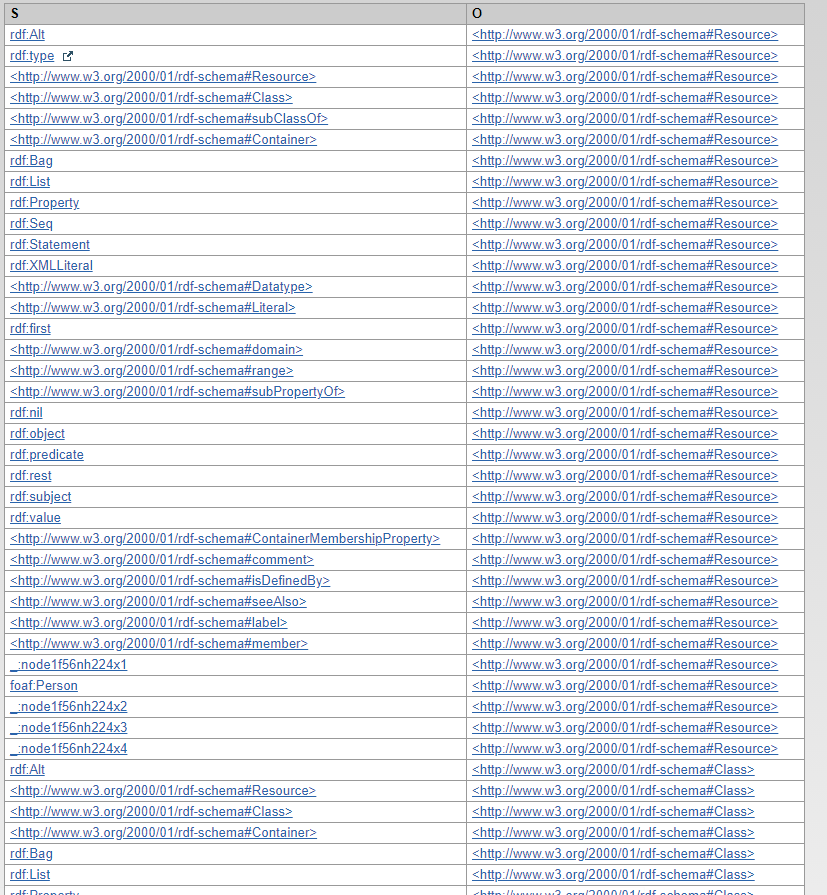 S O
rdf:Alt <http://www.w3.org/2000/01/rdf-schema#Resource>
rdf:type <http://www.w3.org/2000/01/rdf-schema#Resource>
<http://www.w3.org/2000/01/rdf-schema#Resource> <http://www.w3.org/2000/01/rdf-schema#Resource>
<http://www.w3.org/2000/01/rdf-schema#Class> <http://www.w3.org/2000/01/rdf-schema#Resource>
<http://www.w3.org/2000/01/rdf-schema#subClassOf> <http://www.w3.org/2000/01/rdf-schema#Resource>
<http://www.w3.org/2000/01/rdf-schema#Container> <http://www.w3.org/2000/01/rdf-schema#Resource>
rdf:Bag <http://www.w3.org/2000/01/rdf-schema#Resource>
rdf:List <http://www.w3.org/2000/01/rdf-schema#Resource>
rdf:Property <http://www.w3.org/2000/01/rdf-schema#Resource>
rdf:Seq <http://www.w3.org/2000/01/rdf-schema#Resource>
rdf:Statement <http://www.w3.org/2000/01/rdf-schema#Resource>
rdf:XMLLiteral <http://www.w3.org/2000/01/rdf-schema#Resource>
<http://www.w3.org/2000/01/rdf-schema#Datatype> <http://www.w3.org/2000/01/rdf-schema#Resource>
<http://www.w3.org/2000/01/rdf-schema#Literal> <http://www.w3.org/2000/01/rdf-schema#Resource>
rdf:first <http://www.w3.org/2000/01/rdf-schema#Resource>
<http://www.w3.org/2000/01/rdf-schema#domain> <http://www.w3.org/2000/01/rdf-schema#Resource>
<http://www.w3.org/2000/01/rdf-schema#range> <http://www.w3.org/2000/01/rdf-schema#Resource>
<http://www.w3.org/2000/01/rdf-schema#subPropertyOf> <http://www.w3.org/2000/01/rdf-schema#Resource>
rdf:nil <http://www.w3.org/2000/01/rdf-schema#Resource>
rdf:object <http://www.w3.org/2000/01/rdf-schema#Resource>
rdf:predicate <http://www.w3.org/2000/01/rdf-schema#Resource>
rdf:rest <http://www.w3.org/2000/01/rdf-schema#Resource>
rdf:subject <http://www.w3.org/2000/01/rdf-schema#Resource>
rdf:value <http://www.w3.org/2000/01/rdf-schema#Resource>
<http://www.w3.org/2000/01/rdf-schema#ContainerMembershipProperty> <http://www.w3.org/2000/01/rdf-schema#Resource>
<http://www.w3.org/2000/01/rdf-schema#comment> <http://www.w3.org/2000/01/rdf-schema#Resource>
<http://www.w3.org/2000/01/rdf-schema#isDefinedBy> <http://www.w3.org/2000/01/rdf-schema#Resource>
<http://www.w3.org/2000/01/rdf-schema#seeAlso> <http://www.w3.org/2000/01/rdf-schema#Resource>
<http://www.w3.org/2000/01/rdf-schema#label> <http://www.w3.org/2000/01/rdf-schema#Resource>
<http://www.w3.org/2000/01/rdf-schema#member> <http://www.w3.org/2000/01/rdf-schema#Resource>
_:node1f56nh224x1 <http://www.w3.org/2000/01/rdf-schema#Resource>
foaf:Person <http://www.w3.org/2000/01/rdf-schema#Resource>
_:node1f56nh224x2 <http://www.w3.org/2000/01/rdf-schema#Resource>
_:node1f56nh224x3 <http://www.w3.org/2000/01/rdf-schema#Resource>
_:node1f56nh224x4 <http://www.w3.org/2000/01/rdf-schema#Resource>
rdf:Alt <http://www.w3.org/2000/01/rdf-schema#Class>
<http://www.w3.org/2000/01/rdf-schema#Resource> <http://www.w3.org/2000/01/rdf-schema#Class>
<http://www.w3.org/2000/01/rdf-schema#Class> <http://www.w3.org/2000/01/rdf-schema#Class>
<http://www.w3.org/2000/01/rdf-schema#Container> <http://www.w3.org/2000/01/rdf-schema#Class>
rdf:Bag <http://www.w3.org/2000/01/rdf-schema#Class>
rdf:List <http://www.w3.org/2000/01/rdf-schema#Class>
rdf:Property <http://www.w3.org/2000/01/rdf-schema#Class>